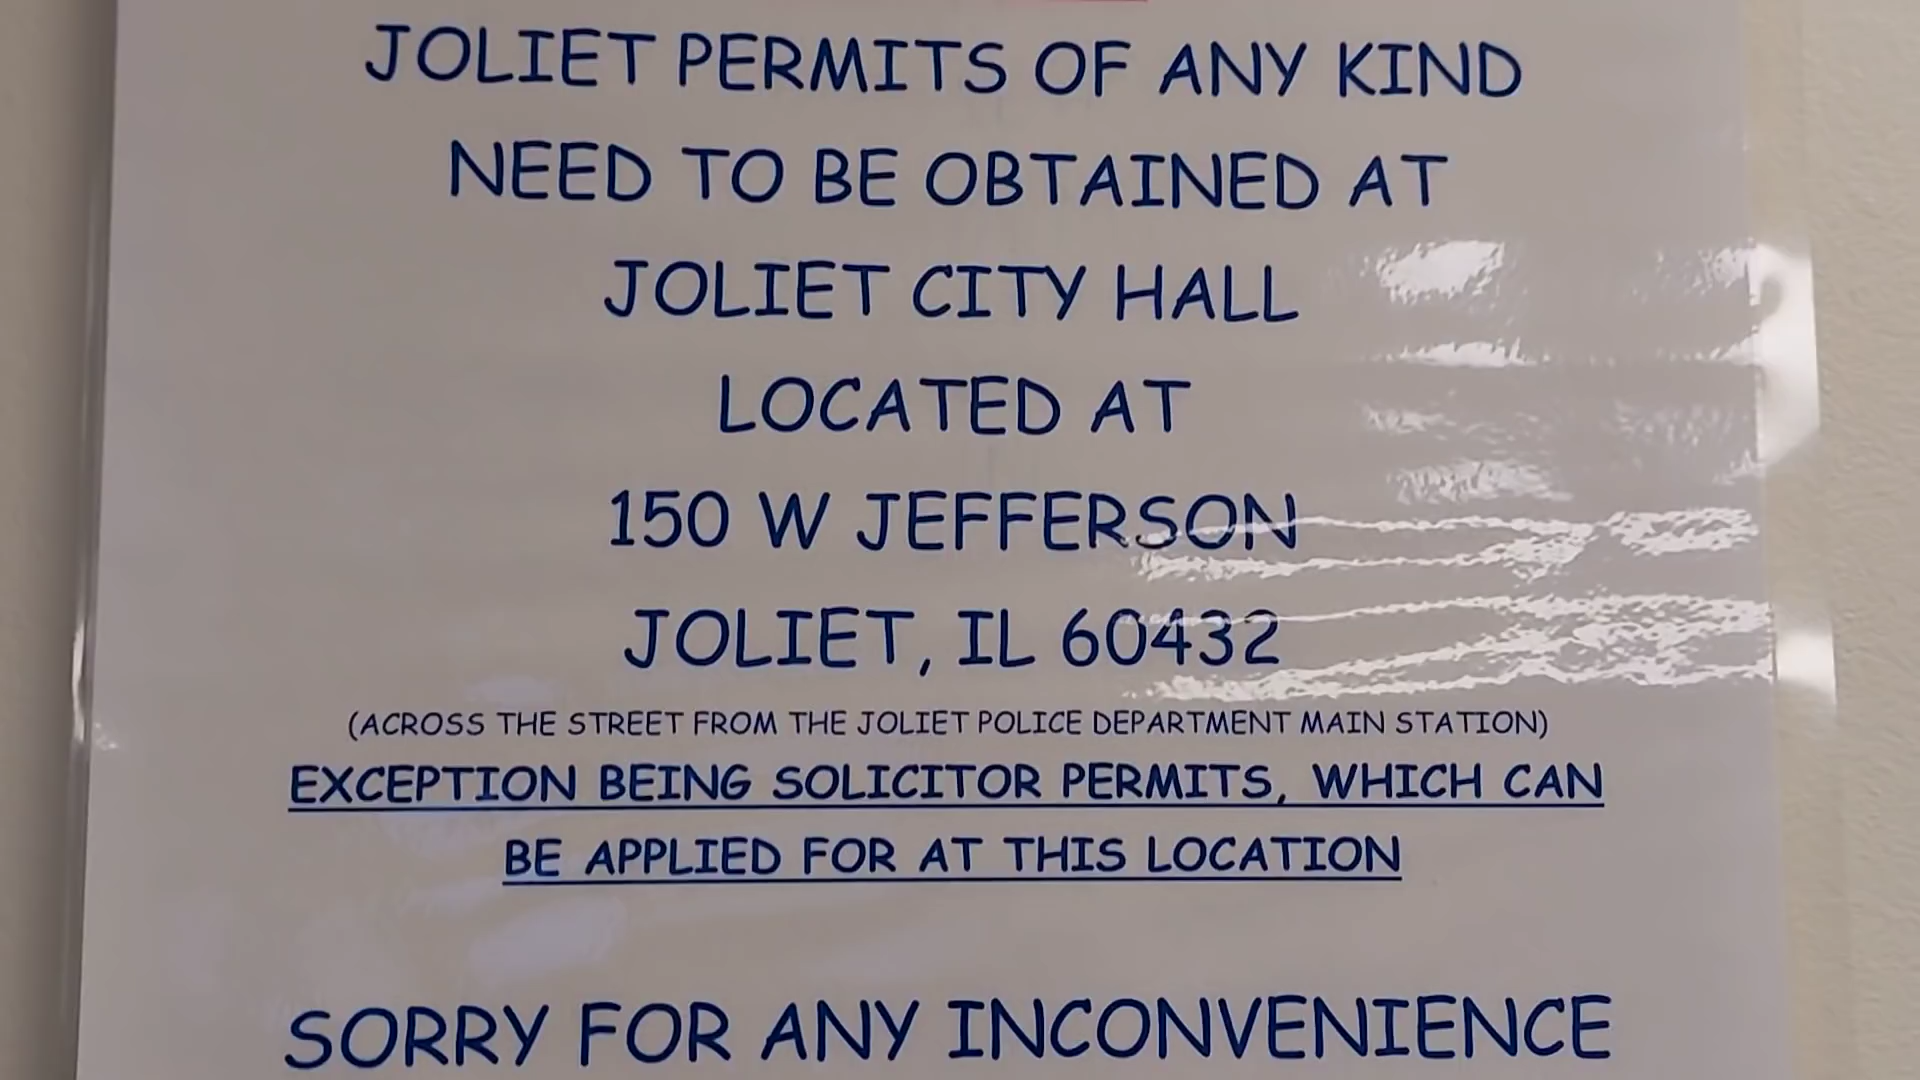 JOLIET PERMITS OF ANY KIND
NEED TO BE OBTAINED AT
JOLIET CITY HALL
LOCATED AT
150 W JEFFERSON
JOLIET, IL 60432
(ACROSS THE STREET FROM THE JOLIET POLICE DEPARTMENT MAIN STATION)
EXCEPTION BEING SOLICITOR PERMITS, WHICH CAN
BE APPLIED FOR AT THIS LOCATION
SORRY FOR ANY INCONVENIENCE